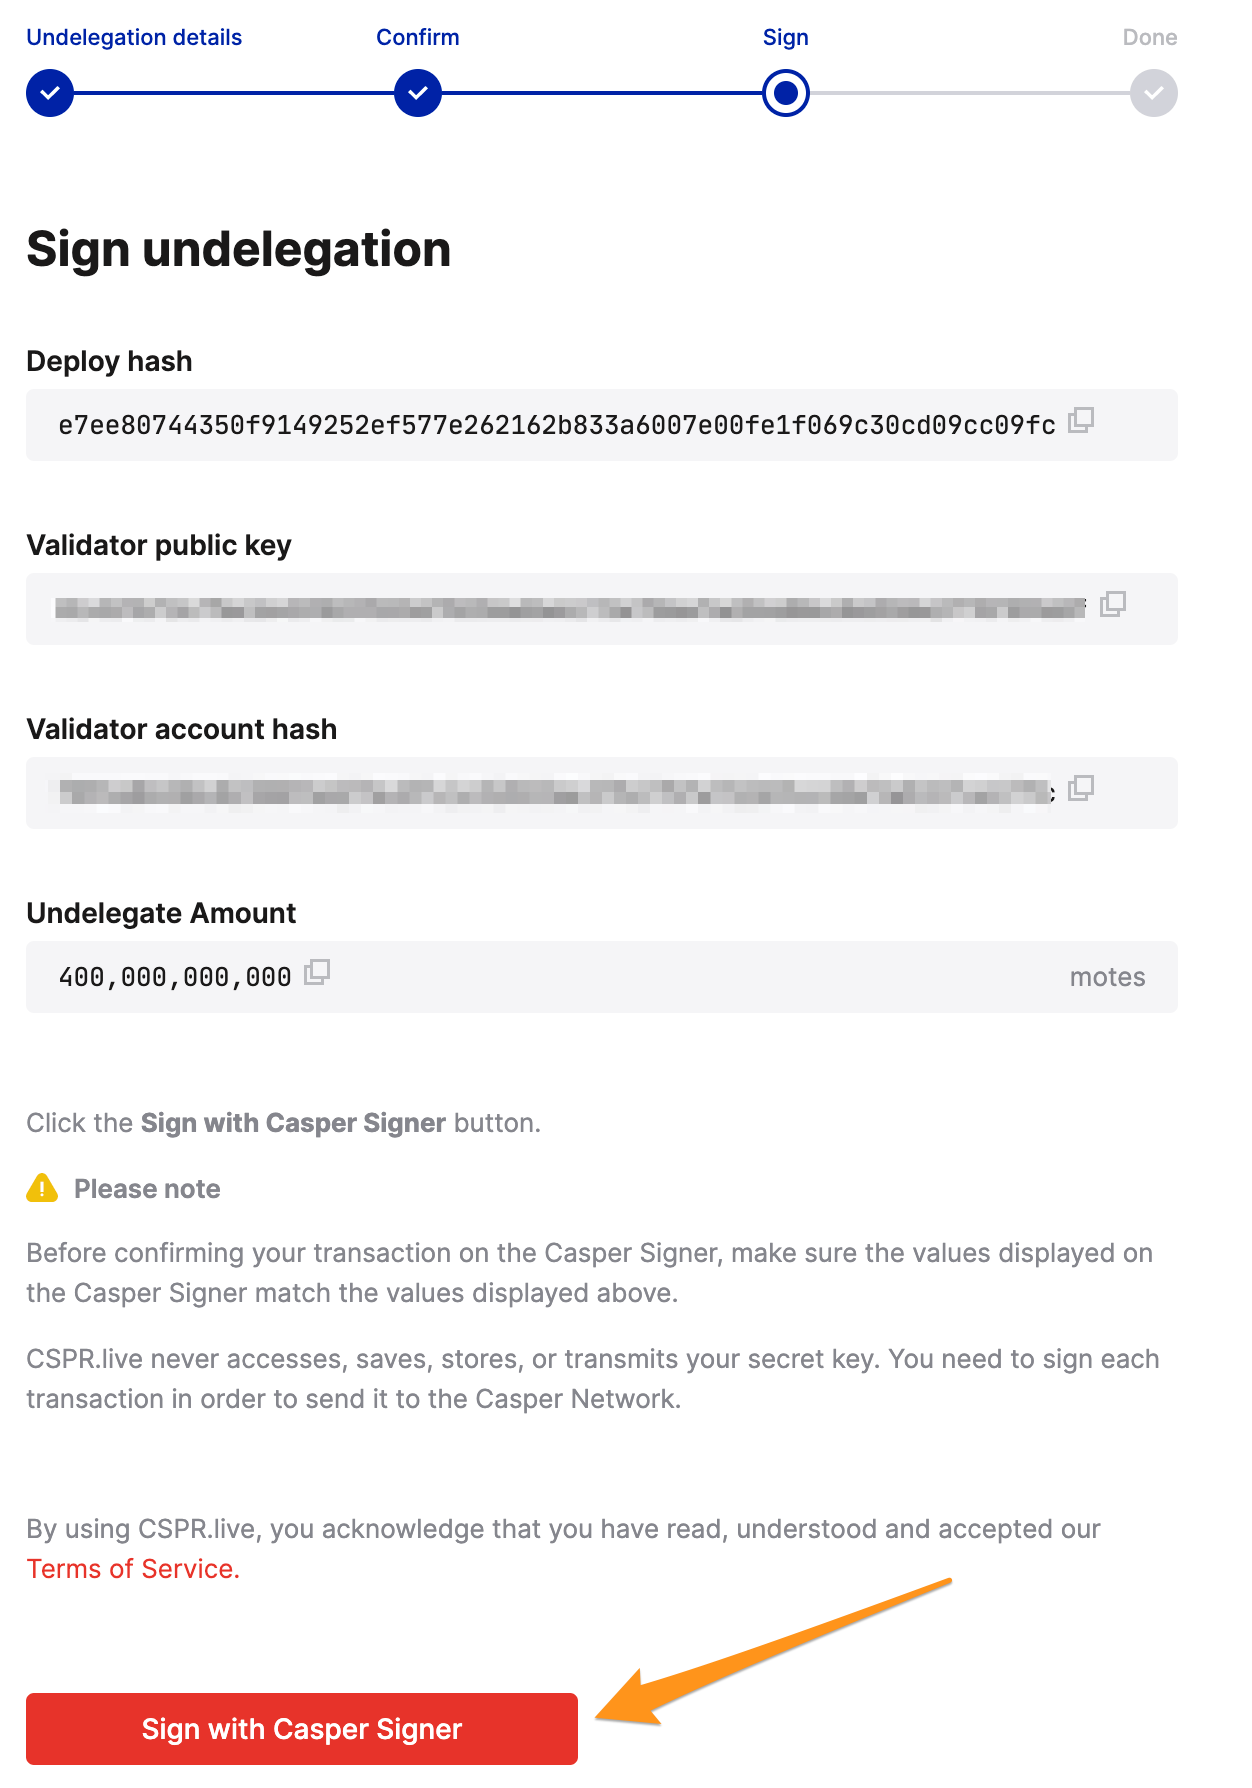 Undelegation details
Confirm
Sign
Done
Sign undelegation
Deploy hash
e7ee80744350f9149252ef577e262162b833a6007e00fe1f069c30cd09cc09fc
Validator public key
Validator account hash
Undelegate Amount
400,000,000,000
motes
Click the Sign with Casper Signer button.
Please note
Before confirming your transaction on the Casper Signer, make sure the values displayed on
the Casper Signer match the values displayed above.
CSPR.live never accesses, saves, stores, or transmits your secret key. You need to sign each
transaction in order to send it to the Casper Network.
By using CSPR.live, you acknowledge that you have read, understood and accepted our
Terms of Service.
Sign with Casper Signer